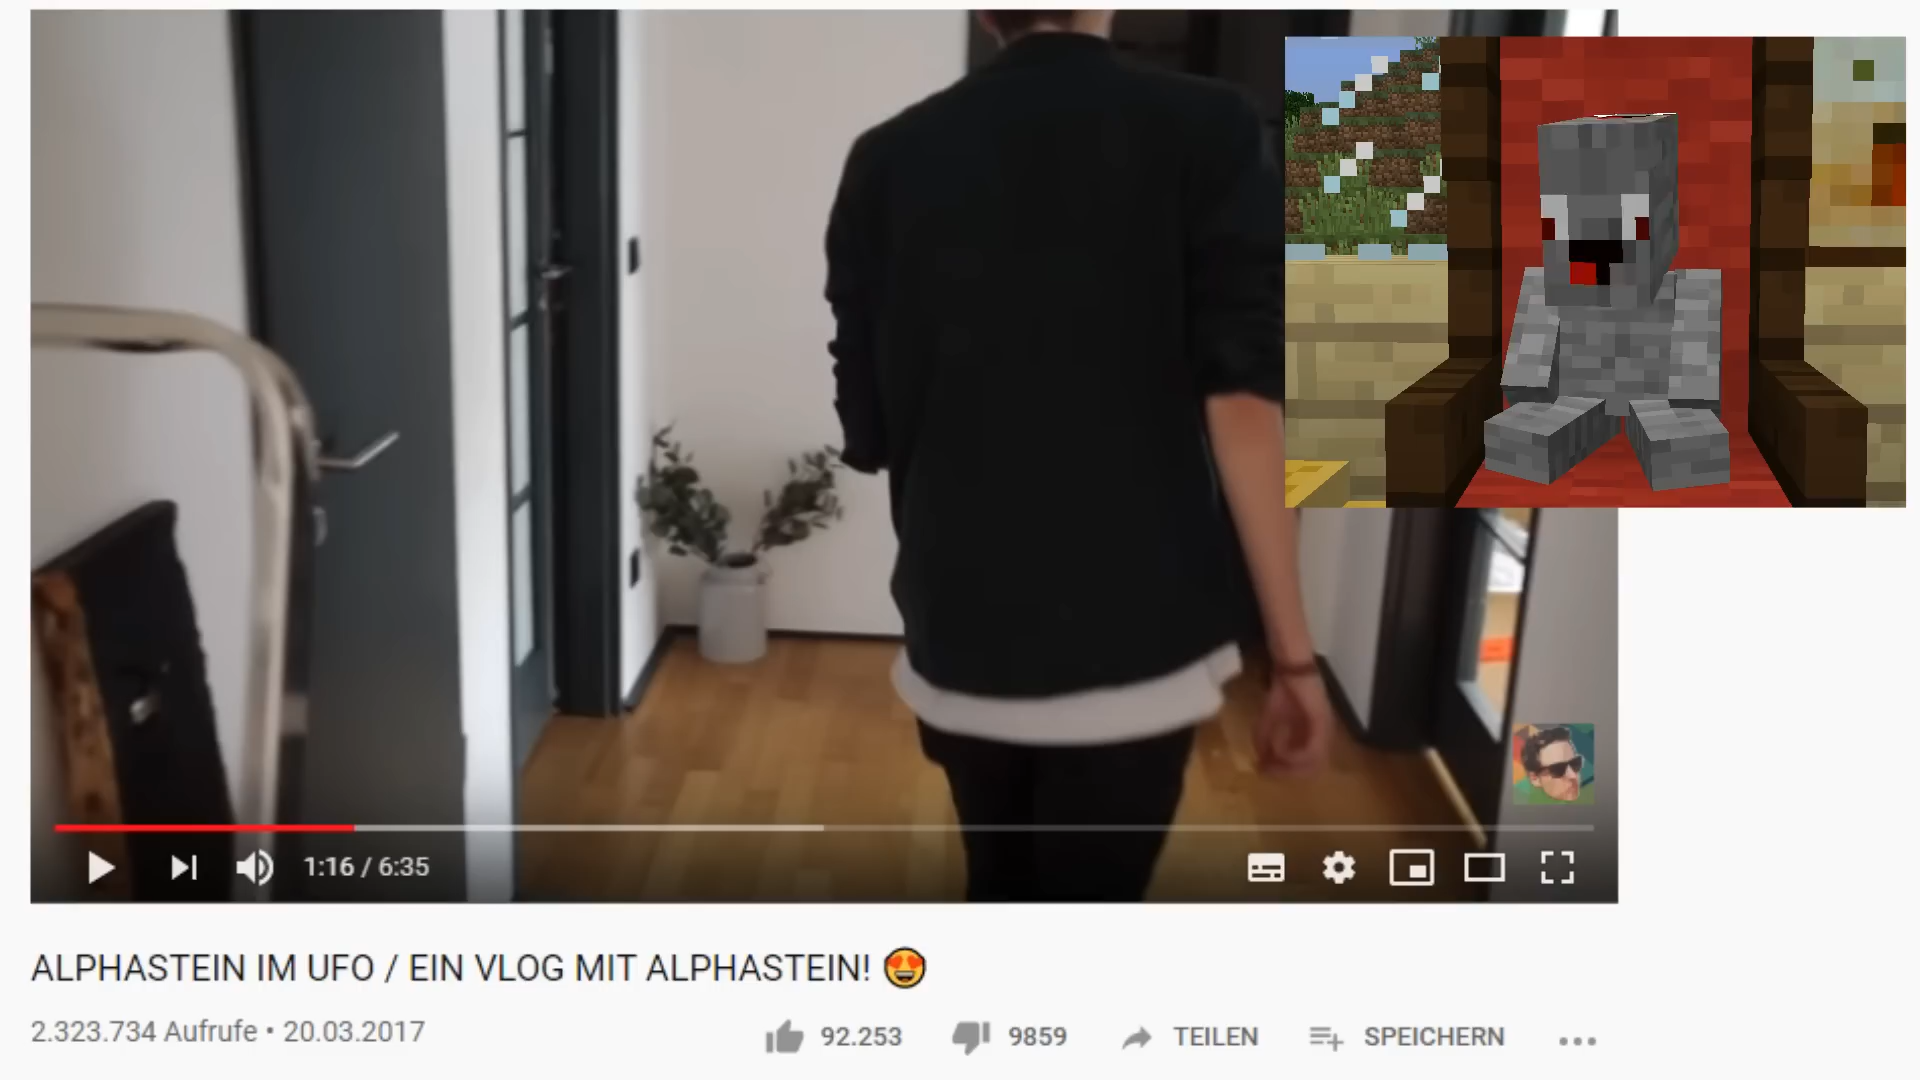 1:16 / 6:35
ALPHASTEIN IM UFO / EIN VLOG MIT ALPHASTEIN! 😍
2.323.734 Aufrufe • 20.03.2017
92.253
9859
TEILEN
SPEICHERN